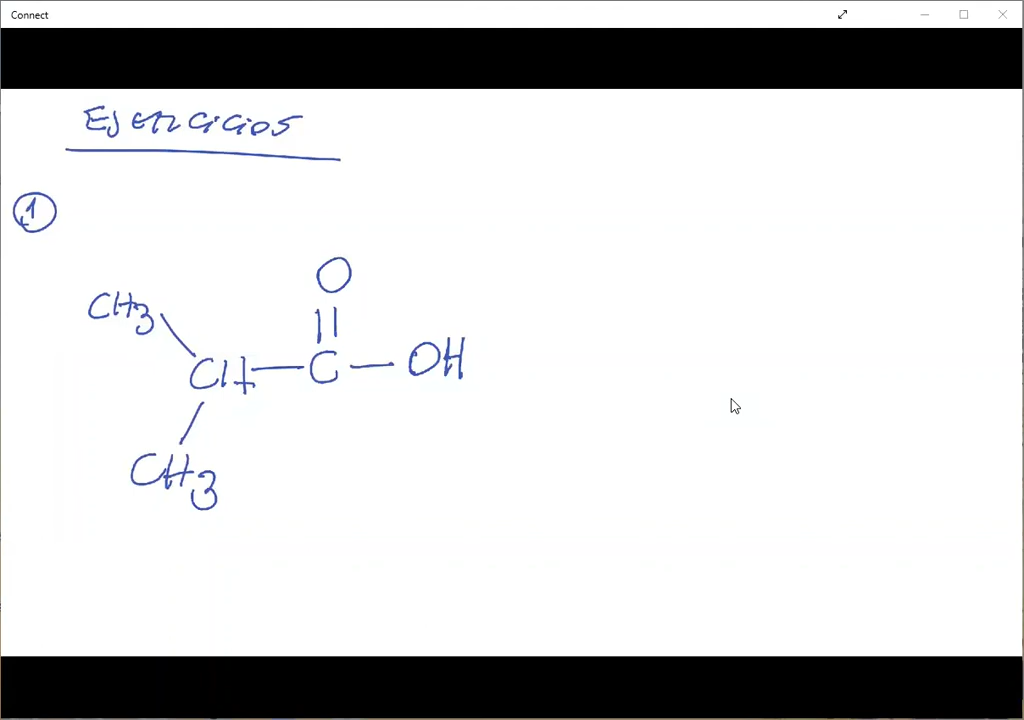 Connect
Ejercicios
1
O
||
CH3
CH — C — OH
CH3